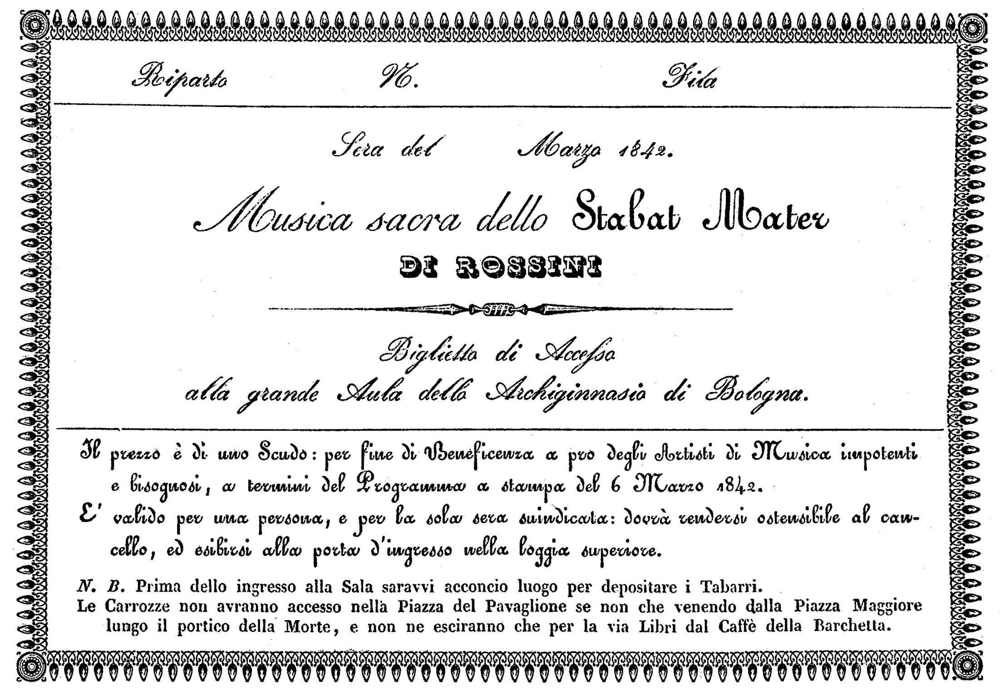 Riparto N. Fila
Sera del Marzo 1842.
Musica sacra dello Stabat Mater
DI ROSSINI
Biglietto di Accesso
alla grande Aula dello Archiginnasio di Bologna.
Il prezzo è di uno Scudo: per fine di Beneficenza a pro degli Artisti di Musica impotenti
e bisognosi, a termini del Programma a stampa del 6 Marzo 1842.
E' valido per una persona, e per la sola sera suindicata: dovrà rendersi ostensibile al can-
cello, ed esibirsi alla porta d'ingresso nella loggia superiore.
N. B. Prima dello ingresso alla Sala saravvi acconcio luogo per depositare i Tabarri.
Le Carrozze non avranno accesso nella Piazza del Pavaglione se non che venendo dalla Piazza Maggiore
lungo il portico della Morte, e non ne esciranno che per la via Libri dal Caffè della Barchetta.